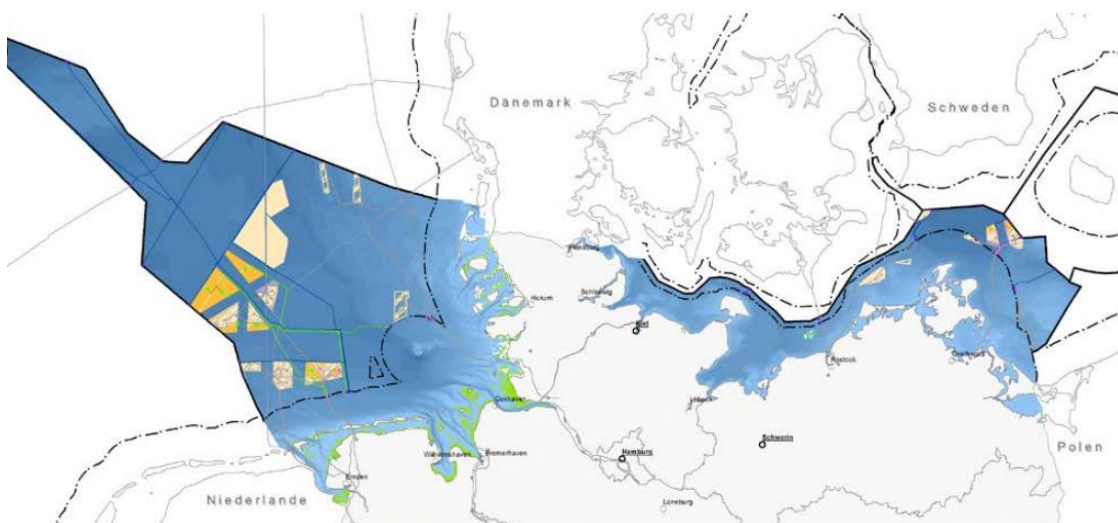 Dänemark
Schweden
Flensburg
Schleswig
Husum
Kiel
Rostock
Greifswald
Lübeck
Cuxhaven
Schwerin
Polen
Wilhelmshaven
Bremerhaven
Hamburg
Emden
Niederlande
Lüneburg